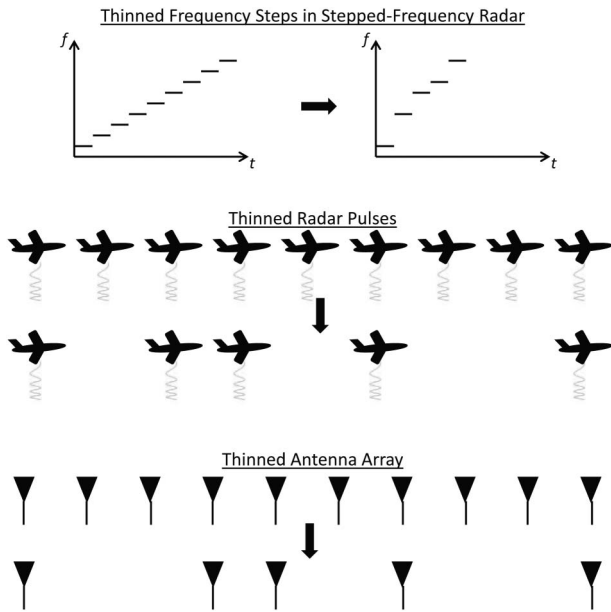 Thinned Frequency Steps in Stepped-Frequency Radar
f
f
t
t
Thinned Radar Pulses
Thinned Antenna Array